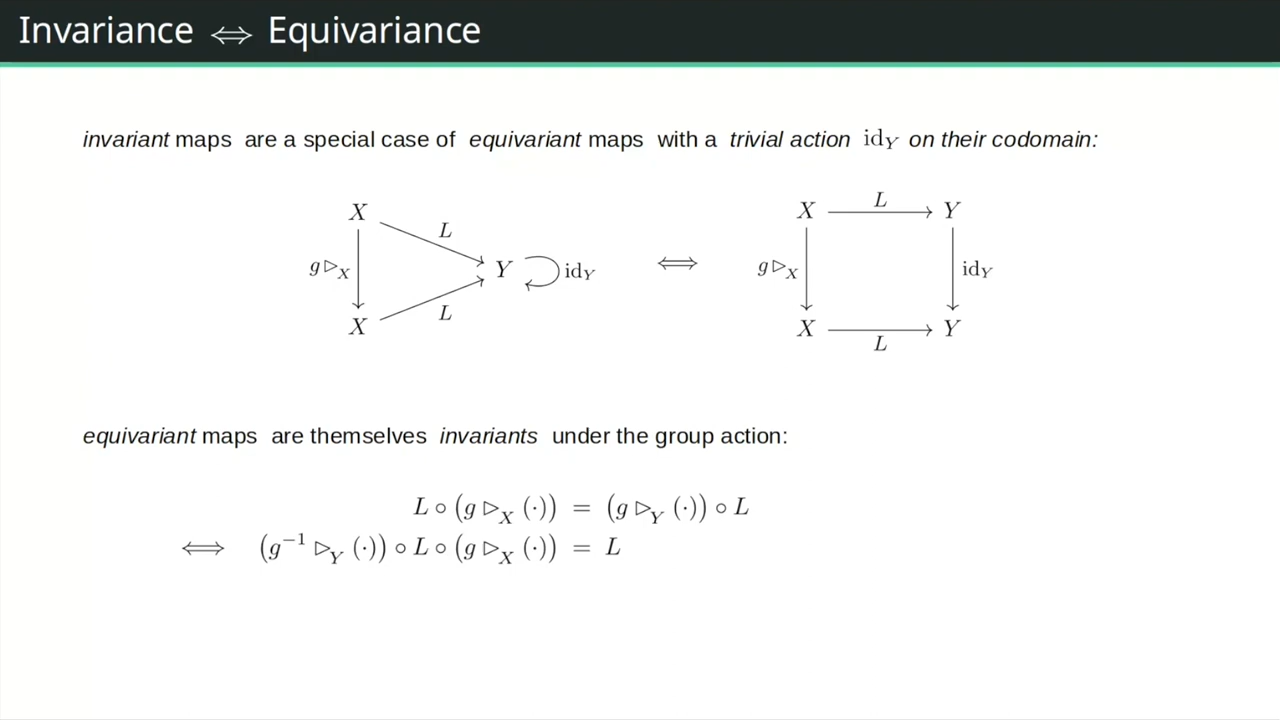 Invariance ⟺ Equivariance
invariant maps are a special case of equivariant maps with a trivial action id_Y on their codomain:
X L Y
X
L
g ▷_X
Y
id_Y
⟺
g ▷_X
id_Y
L
X
X L Y
equivariant maps are themselves invariants under the group action:
L ∘ (g ▷_X (·)) = (g ▷_Y (·)) ∘ L
⟺ (g⁻¹ ▷_Y (·)) ∘ L ∘ (g ▷_X (·)) = L